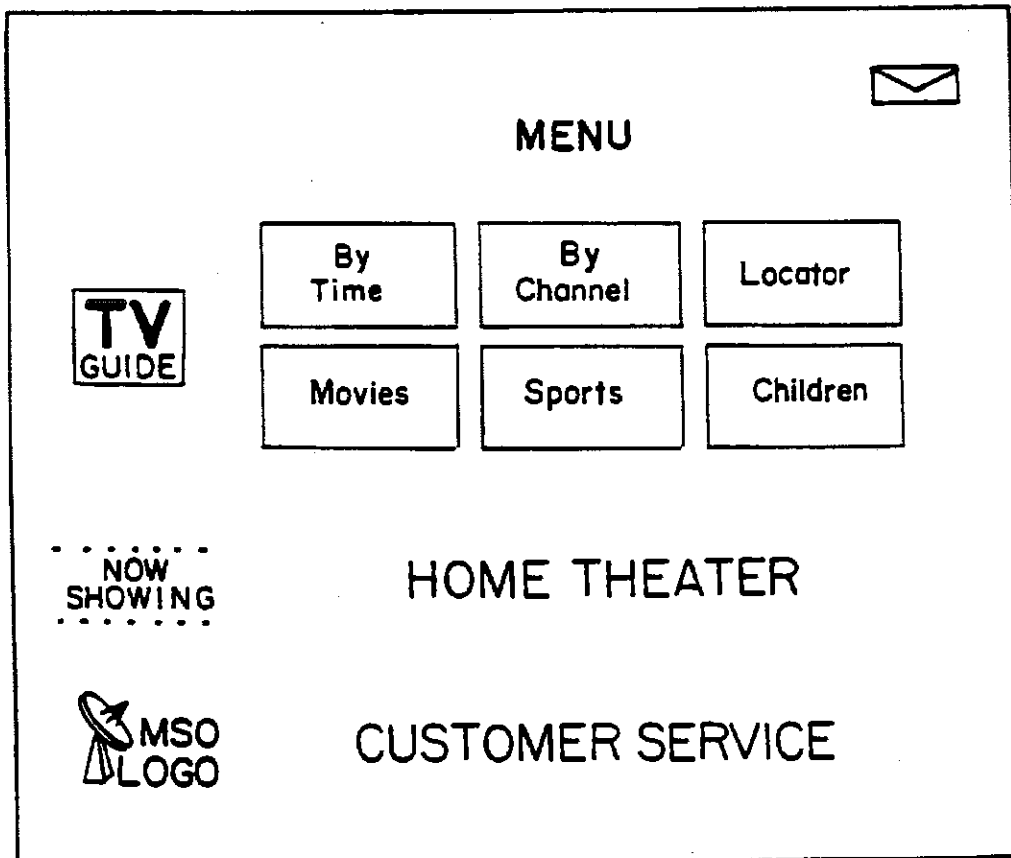 MENU
By
Time
By
Channel
Locator
TV
GUIDE
Movies
Sports
Children
NOW
SHOWING
HOME THEATER
MSO
LOGO
CUSTOMER SERVICE